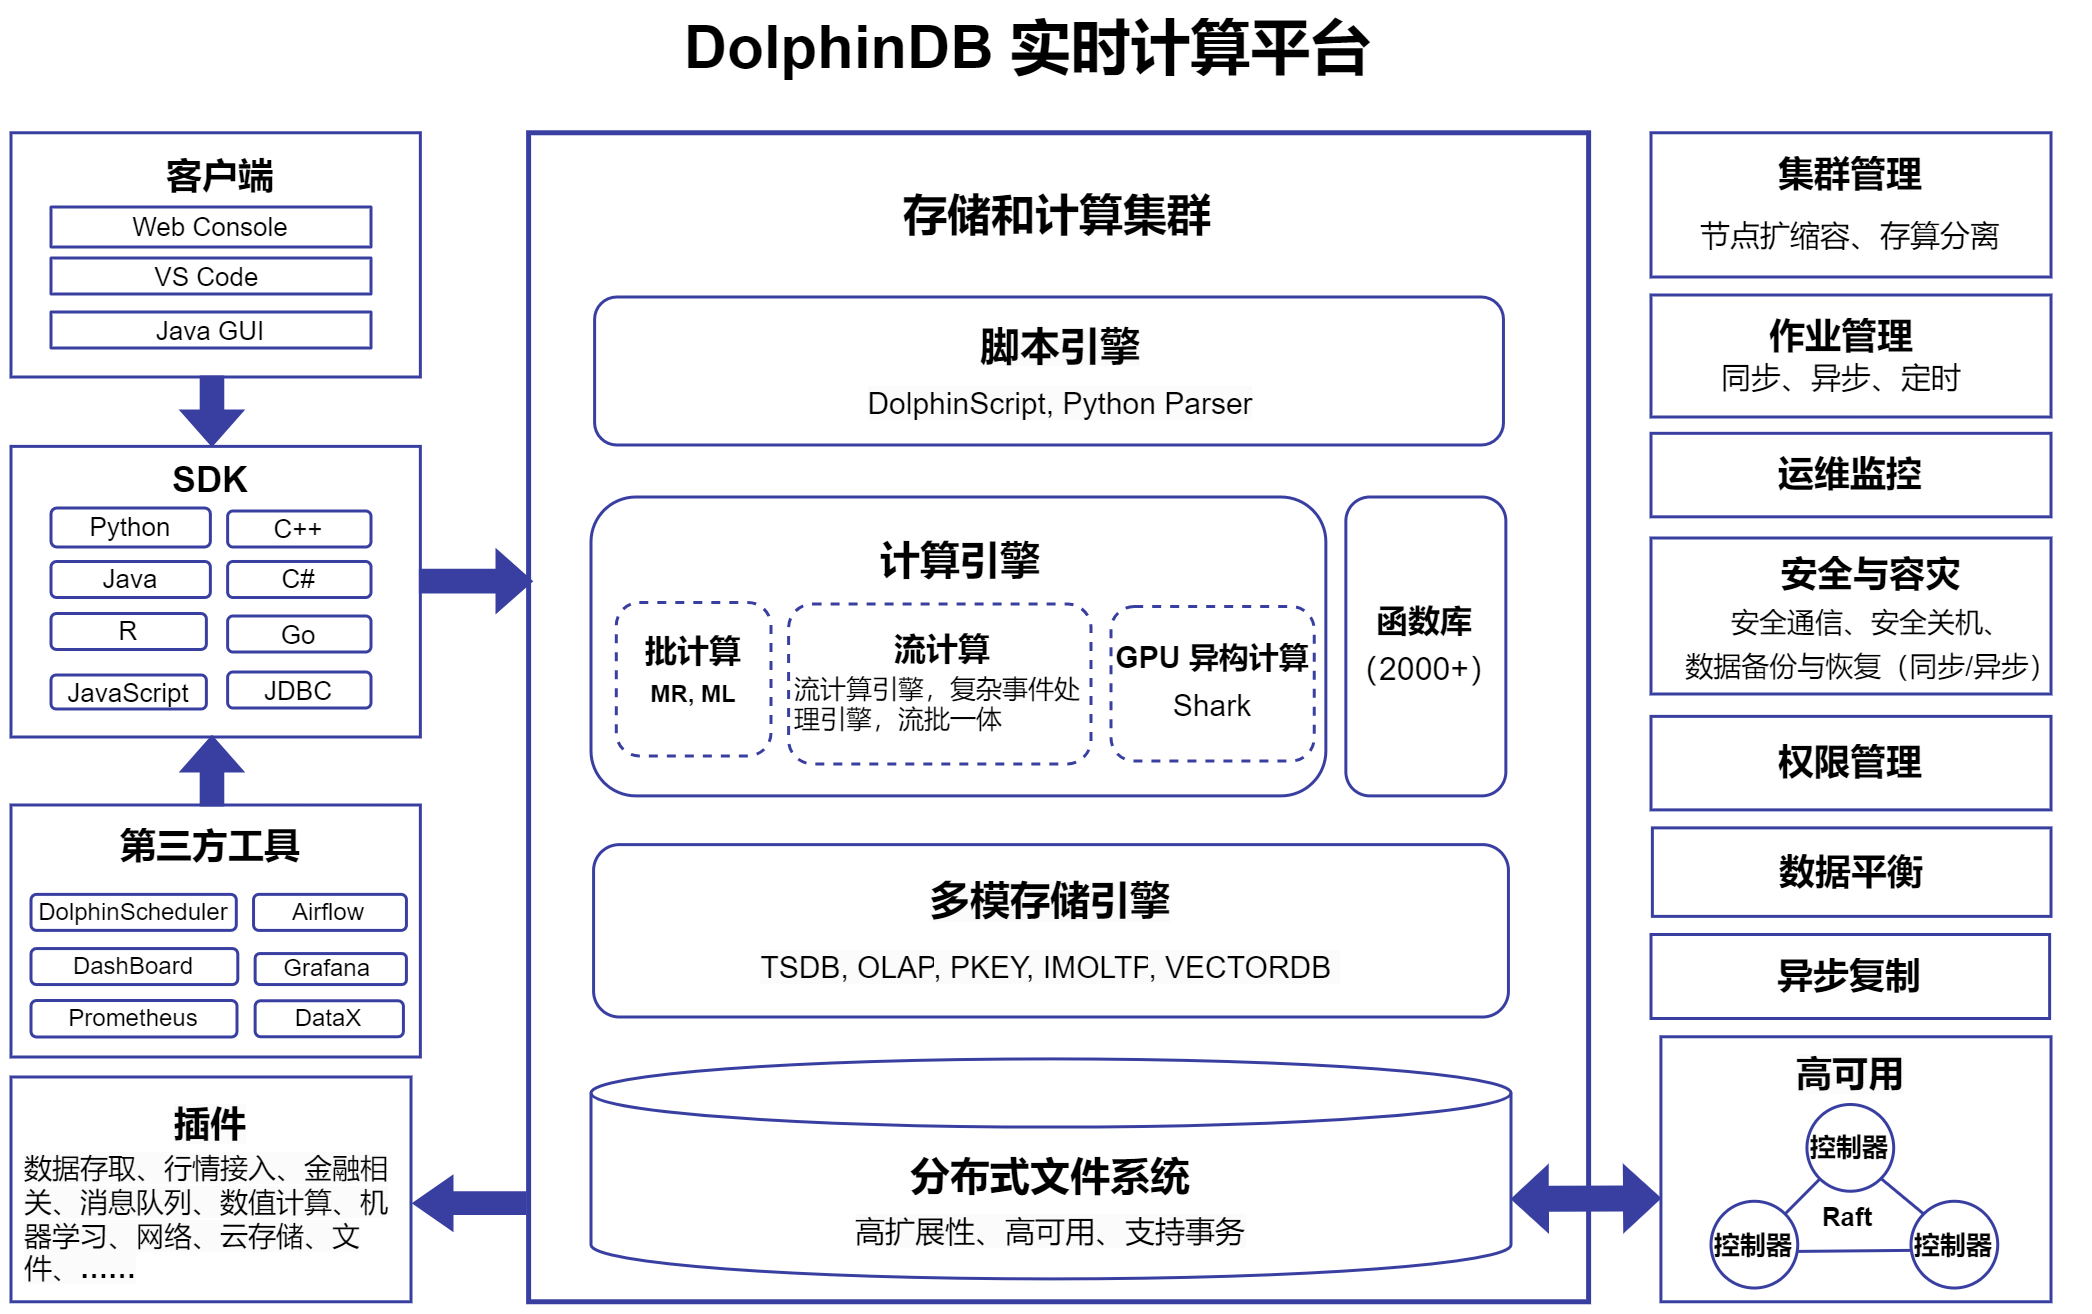 DolphinDB 实时计算平台
客户端
Web Console
VS Code
Java GUI
SDK
Python
C++
Java
C#
R
Go
JavaScript
JDBC
第三方工具
DolphinScheduler
Airflow
DashBoard
Grafana
Prometheus
DataX
插件
数据存取、行情接入、金融相
关、消息队列、数值计算、机
器学习、网络、云存储、文
件、......
存储和计算集群
脚本引擎
DolphinScript, Python Parser
计算引擎
批计算
MR, ML
流计算
流计算引擎，复杂事件处
理引擎，流批一体
GPU 异构计算
Shark
函数库
（2000+）
多模存储引擎
TSDB, OLAP, PKEY, IMOLTP, VECTORDB
分布式文件系统
高扩展性、高可用、支持事务
集群管理
节点扩缩容、存算分离
作业管理
同步、异步、定时
运维监控
安全与容灾
安全通信、安全关机、
数据备份与恢复（同步/异步）
权限管理
数据平衡
异步复制
高可用
控制器
Raft
控制器
控制器